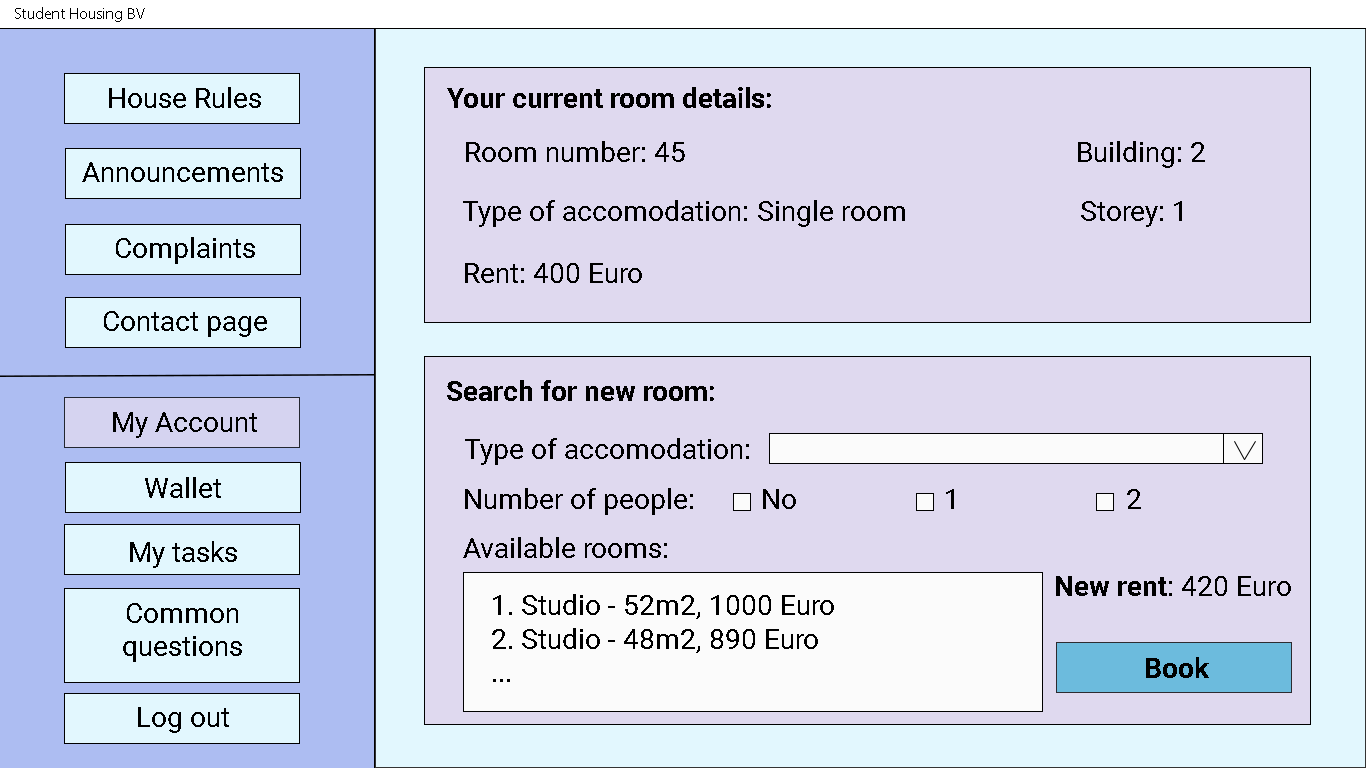 Student Housing BV
House Rules
Announcements
Complaints
Contact page
My Account
Wallet
My tasks
Common
questions
Log out
Your current room details:
Room number: 45
Building: 2
Type of accomodation: Single room
Storey: 1
Rent: 400 Euro
Search for new room:
Type of accomodation:
Number of people: No 1 2
Available rooms:
1. Studio - 52m2, 1000 Euro
2. Studio - 48m2, 890 Euro
...
New rent: 420 Euro
Book